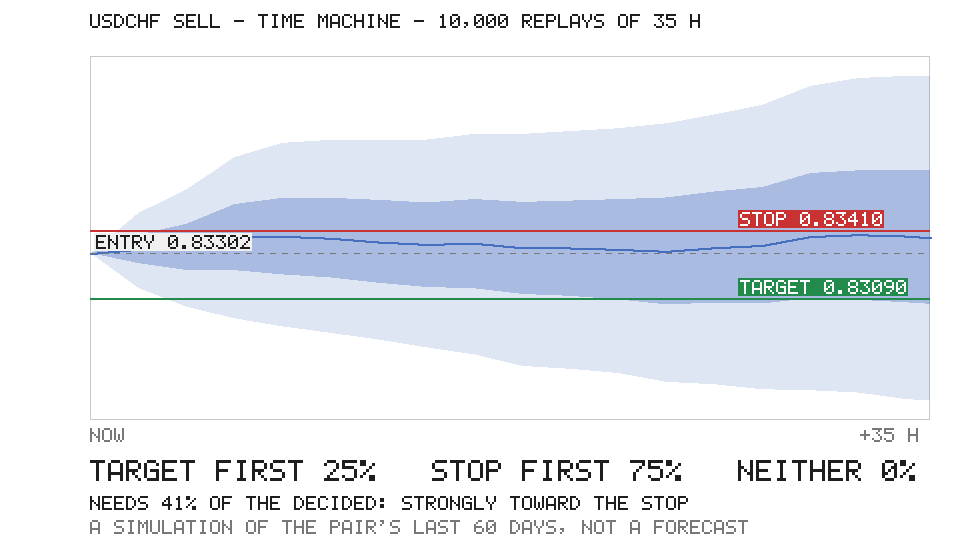 USDCHF SELL - TIME MACHINE - 10,000 REPLAYS OF 35 H
STOP 0.83410
ENTRY 0.83302
TARGET 0.83090
NOW +35 H
TARGET FIRST 25% STOP FIRST 75% NEITHER 0%
NEEDS 41% OF THE DECIDED: STRONGLY TOWARD THE STOP
A SIMULATION OF THE PAIR'S LAST 60 DAYS, NOT A FORECAST